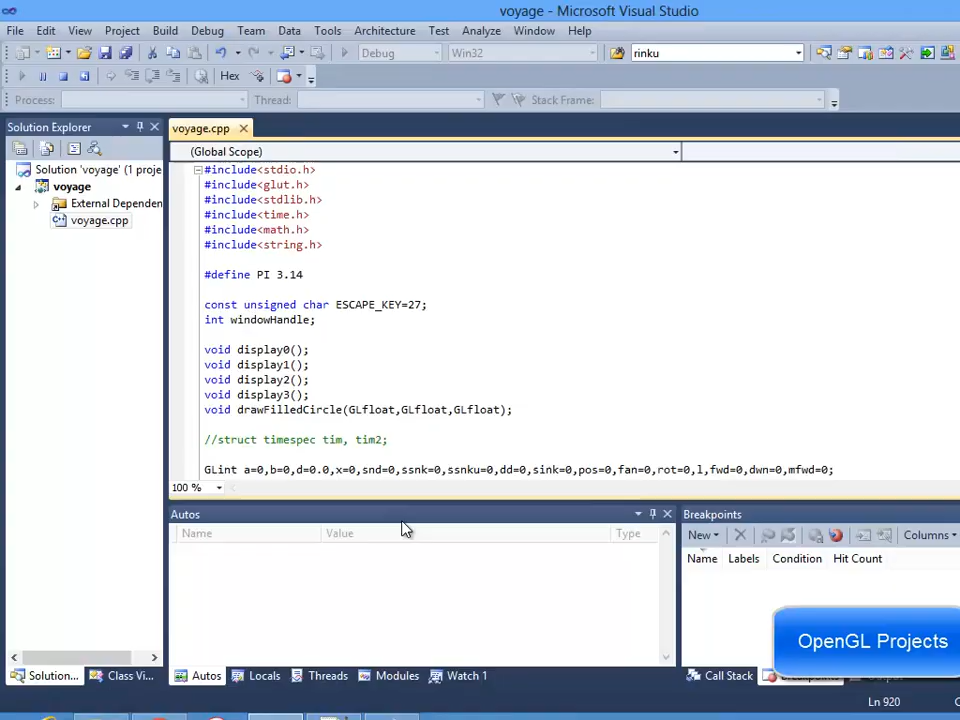 voyage - Microsoft Visual Studio
File Edit View Project Build Debug Team Data Tools Architecture Test Analyze Window Help
Debug Win32 rinku
Hex
Process: Thread: Stack Frame:
Solution Explorer
voyage.cpp
(Global Scope)
Solution 'voyage' (1 proje
voyage
External Dependen
voyage.cpp
#include<stdio.h>
#include<glut.h>
#include<stdlib.h>
#include<time.h>
#include<math.h>
#include<string.h>
#define PI 3.14
const unsigned char ESCAPE_KEY=27;
int windowHandle;
void display0();
void display1();
void display2();
void display3();
void drawFilledCircle(GLfloat,GLfloat,GLfloat);
//struct timespec tim, tim2;
GLint a=0,b=0,d=0.0,x=0,snd=0,ssnk=0,ssnku=0,dd=0,sink=0,pos=0,fan=0,rot=0,l,fwd=0,dwn=0,mfwd=0;
100 %
Autos
Name Value Type
Breakpoints
New Columns
Name Labels Condition Hit Count
OpenGL Projects
Solution... Class Vi...
Autos Locals Threads Modules Watch 1
Call Stack
Ln 920